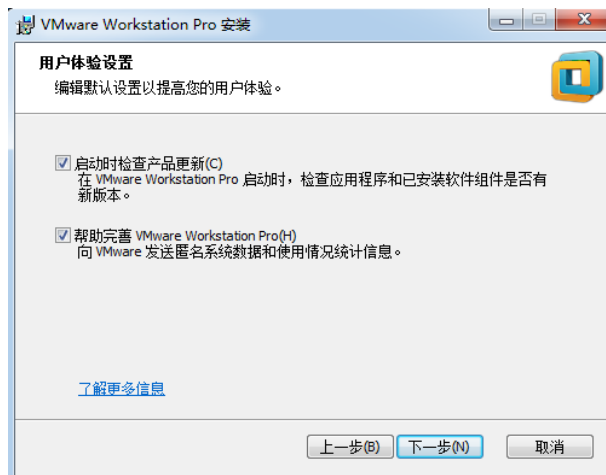 VMware Workstation Pro 安装
用户体验设置
编辑默认设置以提高您的用户体验。
启动时检查产品更新(C)
在 VMware Workstation Pro 启动时，检查应用程序和已安装软件组件是否有
新版本。
帮助完善 VMware Workstation Pro(H)
向 VMware 发送匿名系统数据和使用情况统计信息。
了解更多信息
上一步(B) 下一步(N) 取消